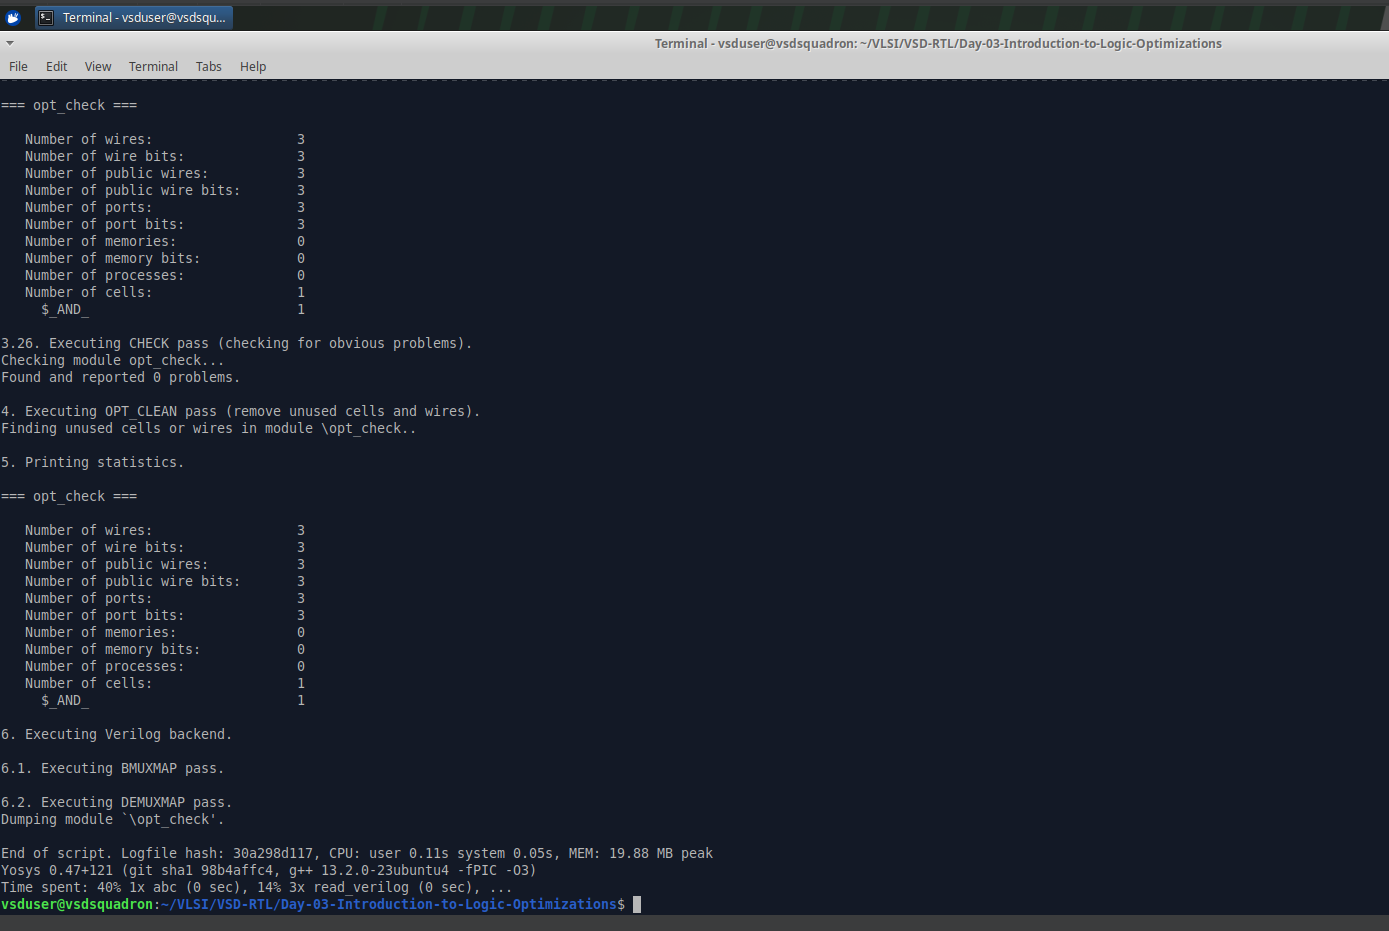 Terminal - vsduser@vsdsqu...
Terminal - vsduser@vsdsquadron: ~/VLSI/VSD-RTL/Day-03-Introduction-to-Logic-Optimizations
File Edit View Terminal Tabs Help
=== opt_check ===
Number of wires: 3
Number of wire bits: 3
Number of public wires: 3
Number of public wire bits: 3
Number of ports: 3
Number of port bits: 3
Number of memories: 0
Number of memory bits: 0
Number of processes: 0
Number of cells: 1
$_AND_ 1
3.26. Executing CHECK pass (checking for obvious problems).
Checking module opt_check...
Found and reported 0 problems.
4. Executing OPT_CLEAN pass (remove unused cells and wires).
Finding unused cells or wires in module \opt_check..
5. Printing statistics.
=== opt_check ===
Number of wires: 3
Number of wire bits: 3
Number of public wires: 3
Number of public wire bits: 3
Number of ports: 3
Number of port bits: 3
Number of memories: 0
Number of memory bits: 0
Number of processes: 0
Number of cells: 1
$_AND_ 1
6. Executing Verilog backend.
6.1. Executing BMUXMAP pass.
6.2. Executing DEMUXMAP pass.
Dumping module `\opt_check'.
End of script. Logfile hash: 30a298d117, CPU: user 0.11s system 0.05s, MEM: 19.88 MB peak
Yosys 0.47+121 (git sha1 98b4affc4, g++ 13.2.0-23ubuntu4 -fPIC -O3)
Time spent: 40% 1x abc (0 sec), 14% 3x read_verilog (0 sec), ...
vsduser@vsdsquadron:~/VLSI/VSD-RTL/Day-03-Introduction-to-Logic-Optimizations$